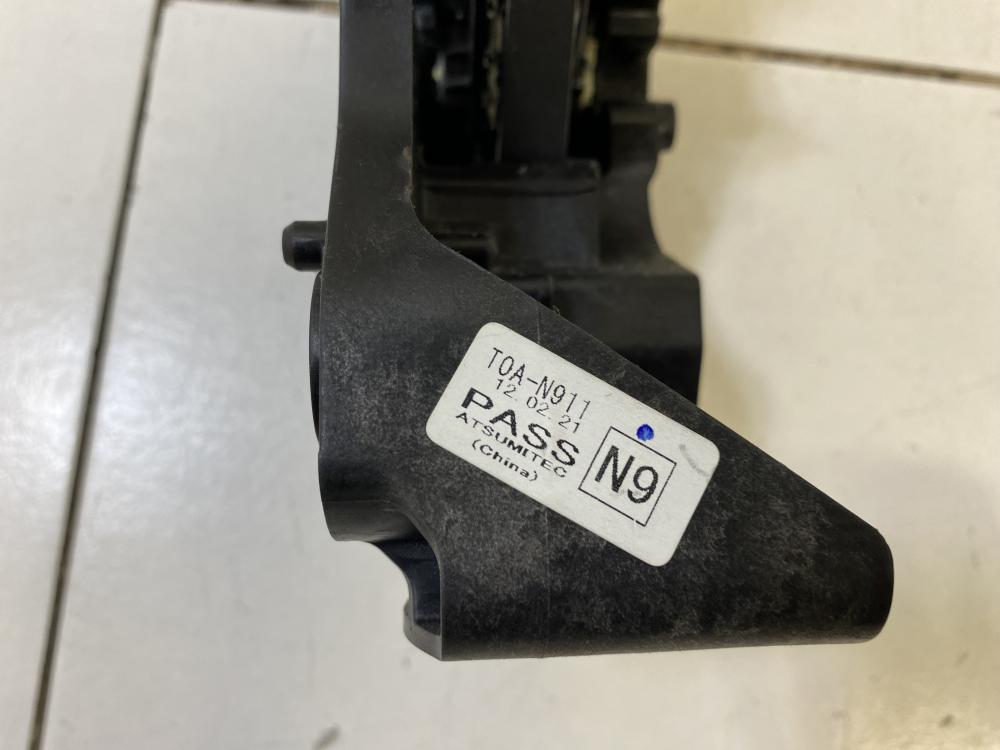 T0A-N911
12.02.21
PASS
ATSUMITEC
(China)
N9